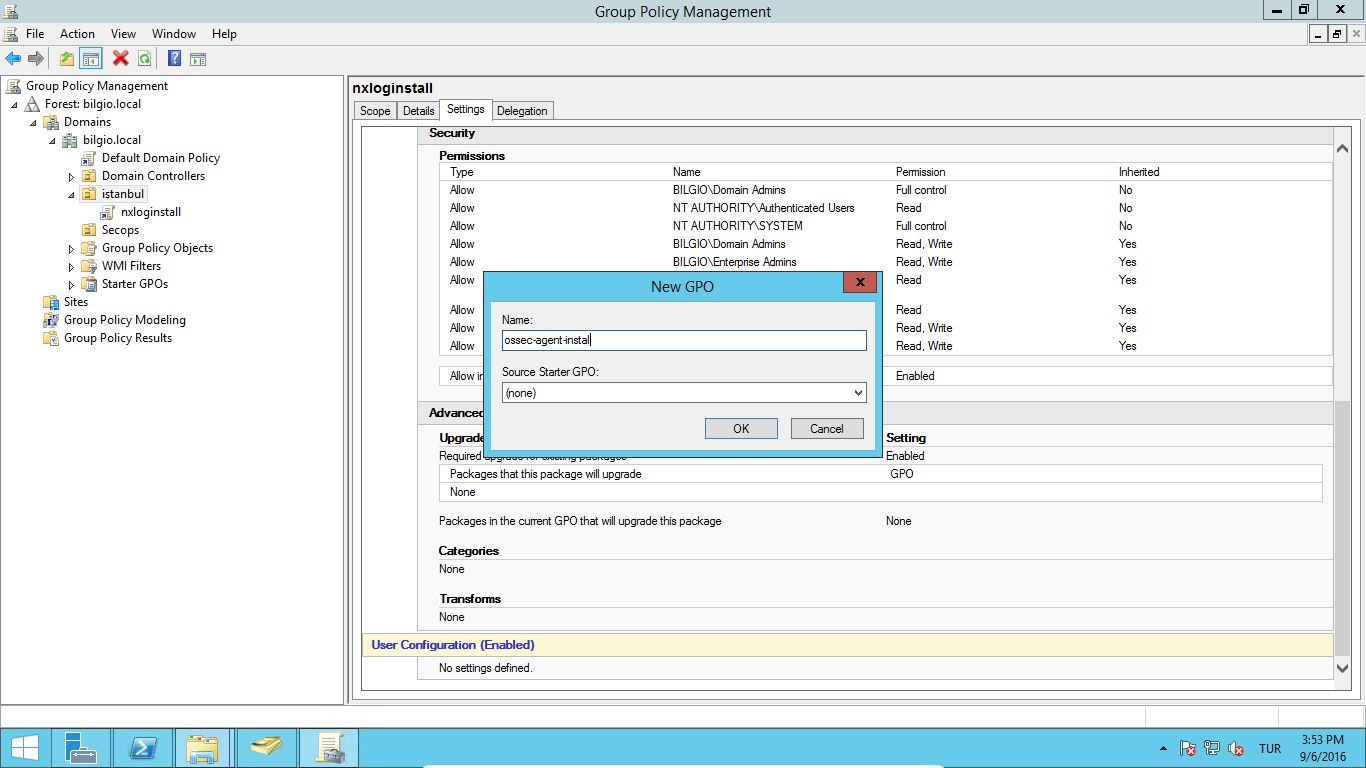 Group Policy Management
File Action View Window Help
Group Policy Management
Forest: bilgio.local
Domains
bilgio.local
Default Domain Policy
Domain Controllers
istanbul
nxloginstall
Secops
Group Policy Objects
WMI Filters
Starter GPOs
Sites
Group Policy Modeling
Group Policy Results
nxloginstall
Scope Details Settings Delegation
Security
Permissions
Type Name Permission Inherited
Allow BILGIO\Domain Admins Full control No
Allow NT AUTHORITY\Authenticated Users Read No
Allow NT AUTHORITY\SYSTEM Full control No
Allow BILGIO\Domain Admins Read, Write Yes
Allow BILGIO\Enterprise Admins Read, Write Yes
Allow Read Yes
Allow Read Yes
Allow Read, Write Yes
Allow Read, Write Yes
Allow Enabled
New GPO
Name:
ossec-agent-instal
Source Starter GPO:
(none)
OK Cancel
Advanced
Upgrade Setting
Required upgrade for existing packages Enabled
Packages that this package will upgrade GPO
None
Packages in the current GPO that will upgrade this package None
Categories
None
Transforms
None
User Configuration (Enabled)
No settings defined.
TUR
3:53 PM
9/6/2016